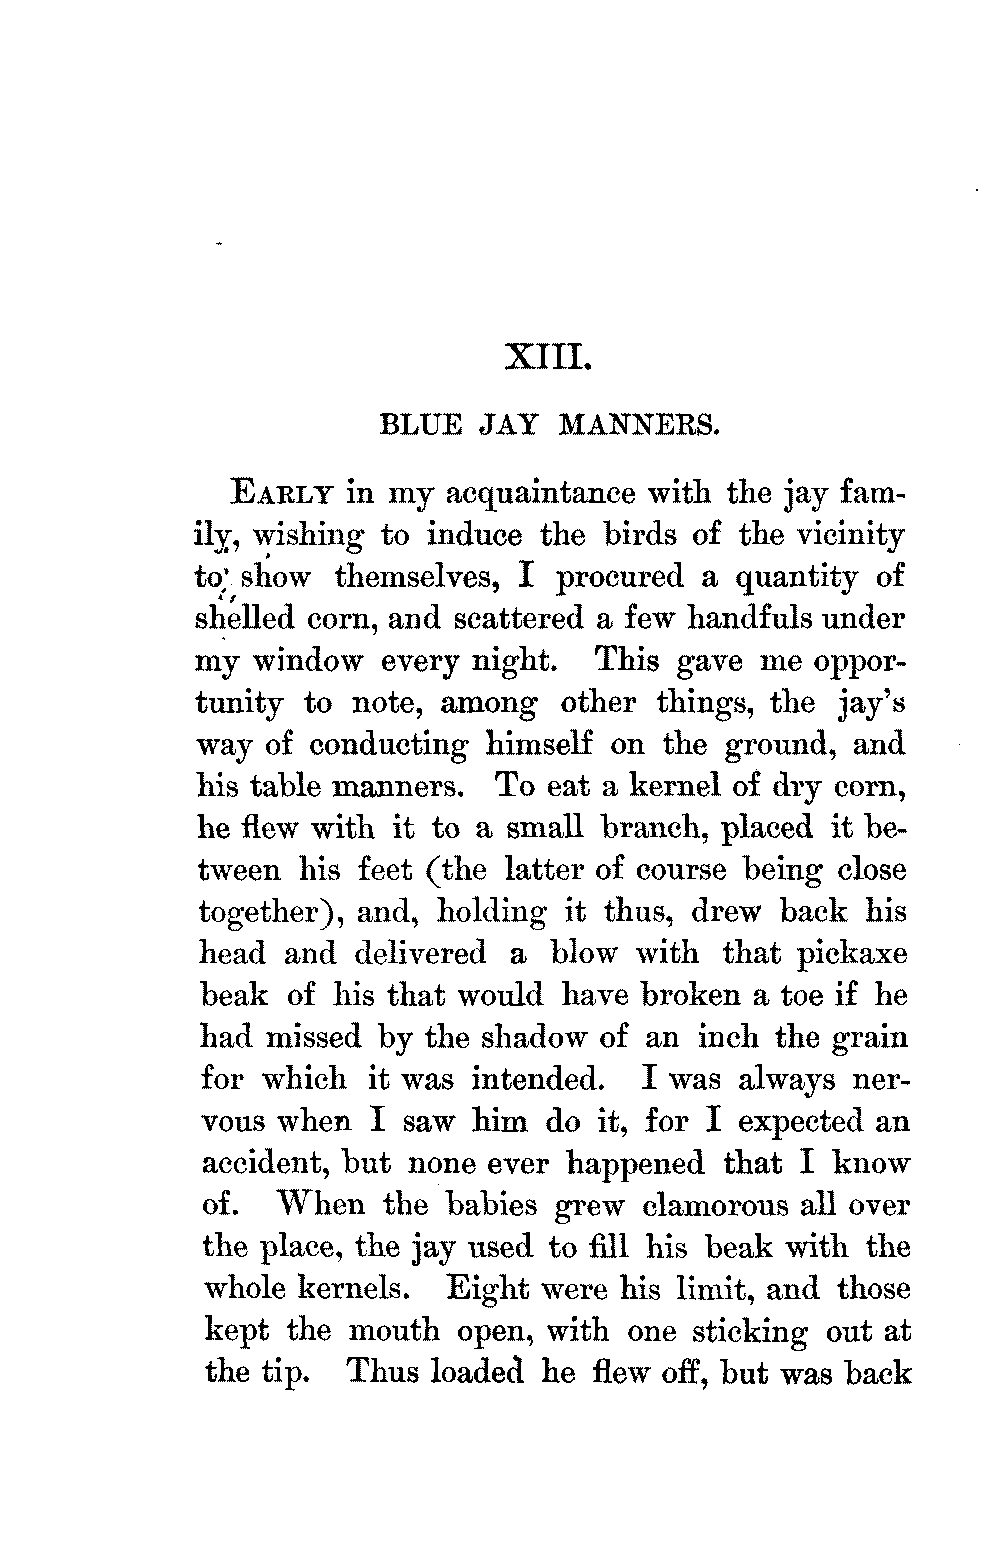 XIII.
BLUE JAY MANNERS.
EARLY in my acquaintance with the jay fam-
ily, wishing to induce the birds of the vicinity
to show themselves, I procured a quantity of
shelled corn, and scattered a few handfuls under
my window every night. This gave me oppor-
tunity to note, among other things, the jay's
way of conducting himself on the ground, and
his table manners. To eat a kernel of dry corn,
he flew with it to a small branch, placed it be-
tween his feet (the latter of course being close
together), and, holding it thus, drew back his
head and delivered a blow with that pickaxe
beak of his that would have broken a toe if he
had missed by the shadow of an inch the grain
for which it was intended. I was always ner-
vous when I saw him do it, for I expected an
accident, but none ever happened that I know
of. When the babies grew clamorous all over
the place, the jay used to fill his beak with the
whole kernels. Eight were his limit, and those
kept the mouth open, with one sticking out at
the tip. Thus loaded he flew off, but was back